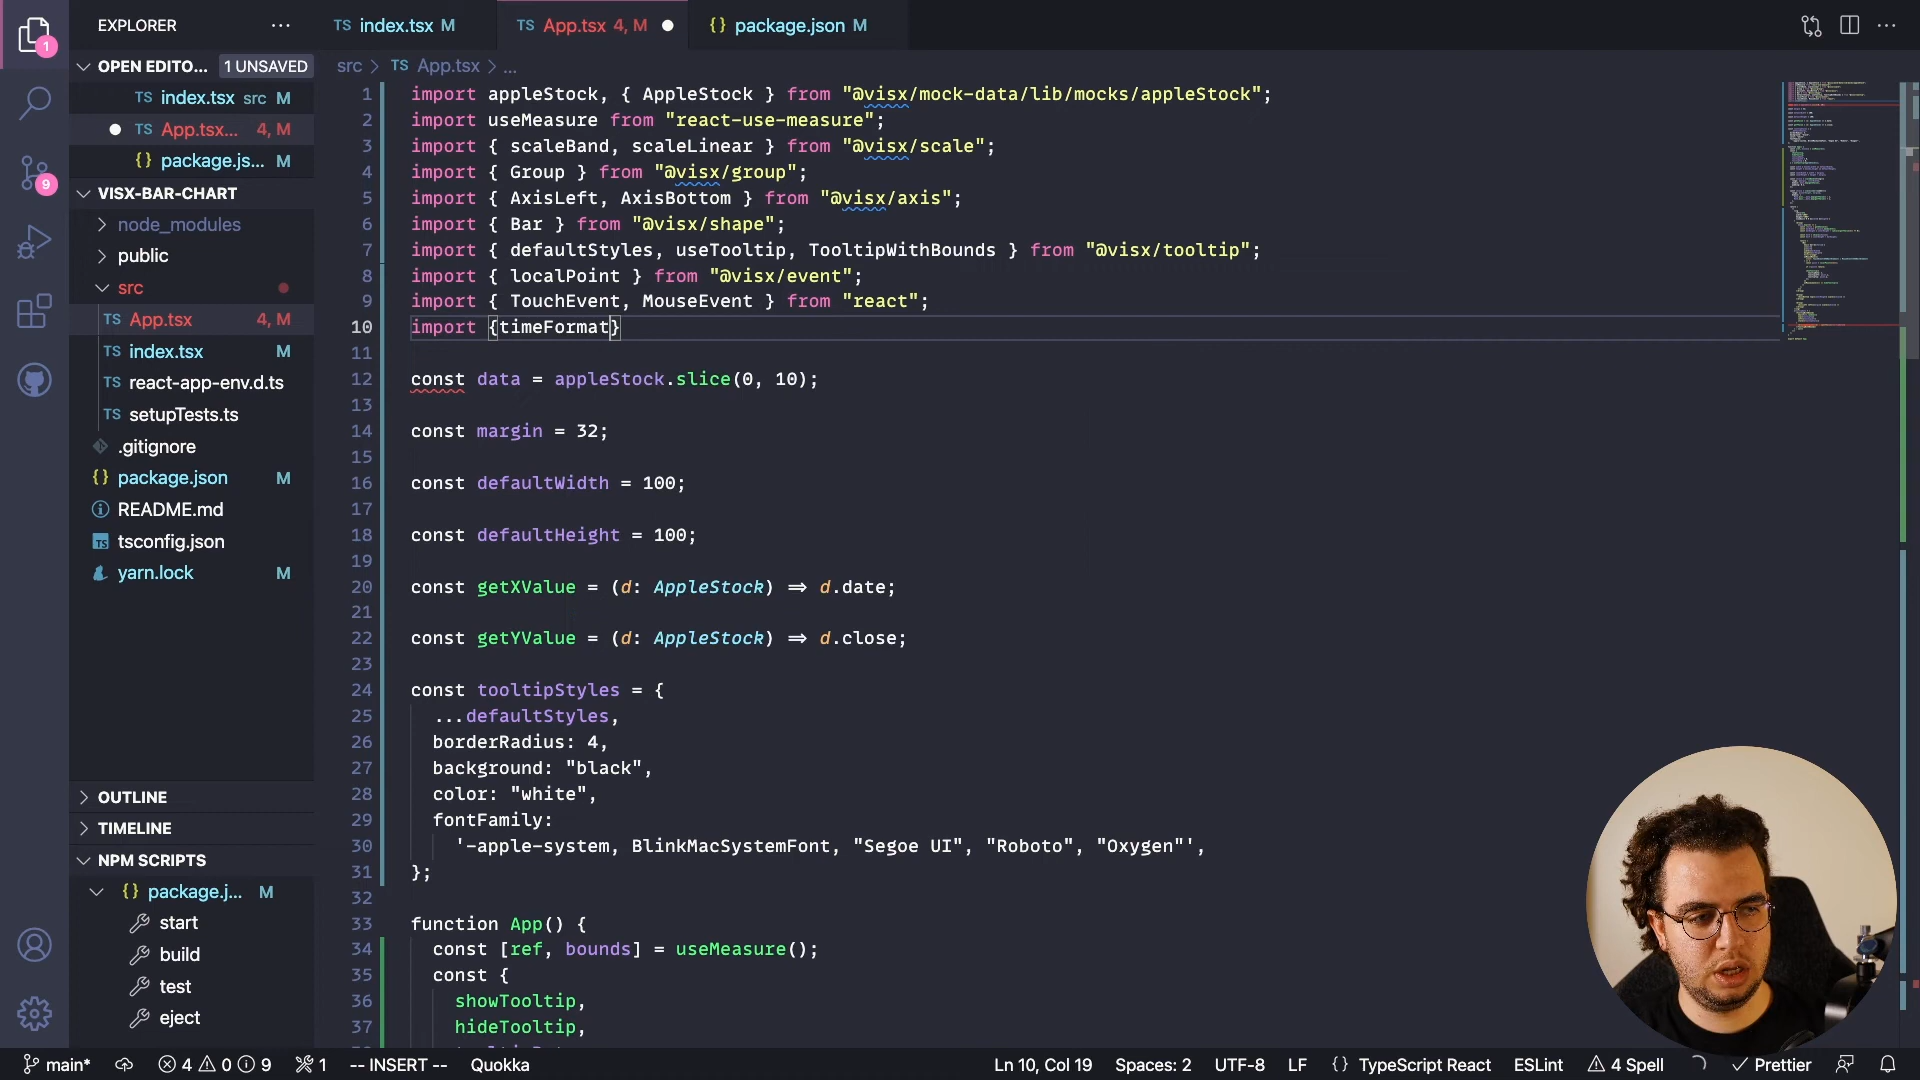 EXPLORER ...
TS index.tsx M
TS App.tsx 4, M
{} package.json M
1
OPEN EDITO... 1 UNSAVED
TS index.tsx src M
TS App.tsx... 4, M
{} package.js... M
VISX-BAR-CHART
node_modules
public
src
TS App.tsx 4, M
TS index.tsx M
TS react-app-env.d.ts
TS setupTests.ts
.gitignore
{} package.json M
README.md
TS tsconfig.json
yarn.lock M
9
OUTLINE
TIMELINE
NPM SCRIPTS
{} package.j... M
start
build
test
eject
src > TS App.tsx > ...
1 import appleStock, { AppleStock } from "@visx/mock-data/lib/mocks/appleStock";
2 import useMeasure from "react-use-measure";
3 import { scaleBand, scaleLinear } from "@visx/scale";
4 import { Group } from "@visx/group";
5 import { AxisLeft, AxisBottom } from "@visx/axis";
6 import { Bar } from "@visx/shape";
7 import { defaultStyles, useTooltip, TooltipWithBounds } from "@visx/tooltip";
8 import { localPoint } from "@visx/event";
9 import { TouchEvent, MouseEvent } from "react";
10 import {timeFormat}
11
12 const data = appleStock.slice(0, 10);
13
14 const margin = 32;
15
16 const defaultWidth = 100;
17
18 const defaultHeight = 100;
19
20 const getXValue = (d: AppleStock) ⇒ d.date;
21
22 const getYValue = (d: AppleStock) ⇒ d.close;
23
24 const tooltipStyles = {
25 ...defaultStyles,
26 borderRadius: 4,
27 background: "black",
28 color: "white",
29 fontFamily:
30 '-apple-system, BlinkMacSystemFont, "Segoe UI", "Roboto", "Oxygen"',
31 };
32
33 function App() {
34 const [ref, bounds] = useMeasure();
35 const {
36 showTooltip,
37 hideTooltip,
main* 4 0 9 1 -- INSERT -- Quokka Ln 10, Col 19 Spaces: 2 UTF-8 LF {} TypeScript React ESLint 4 Spell Prettier